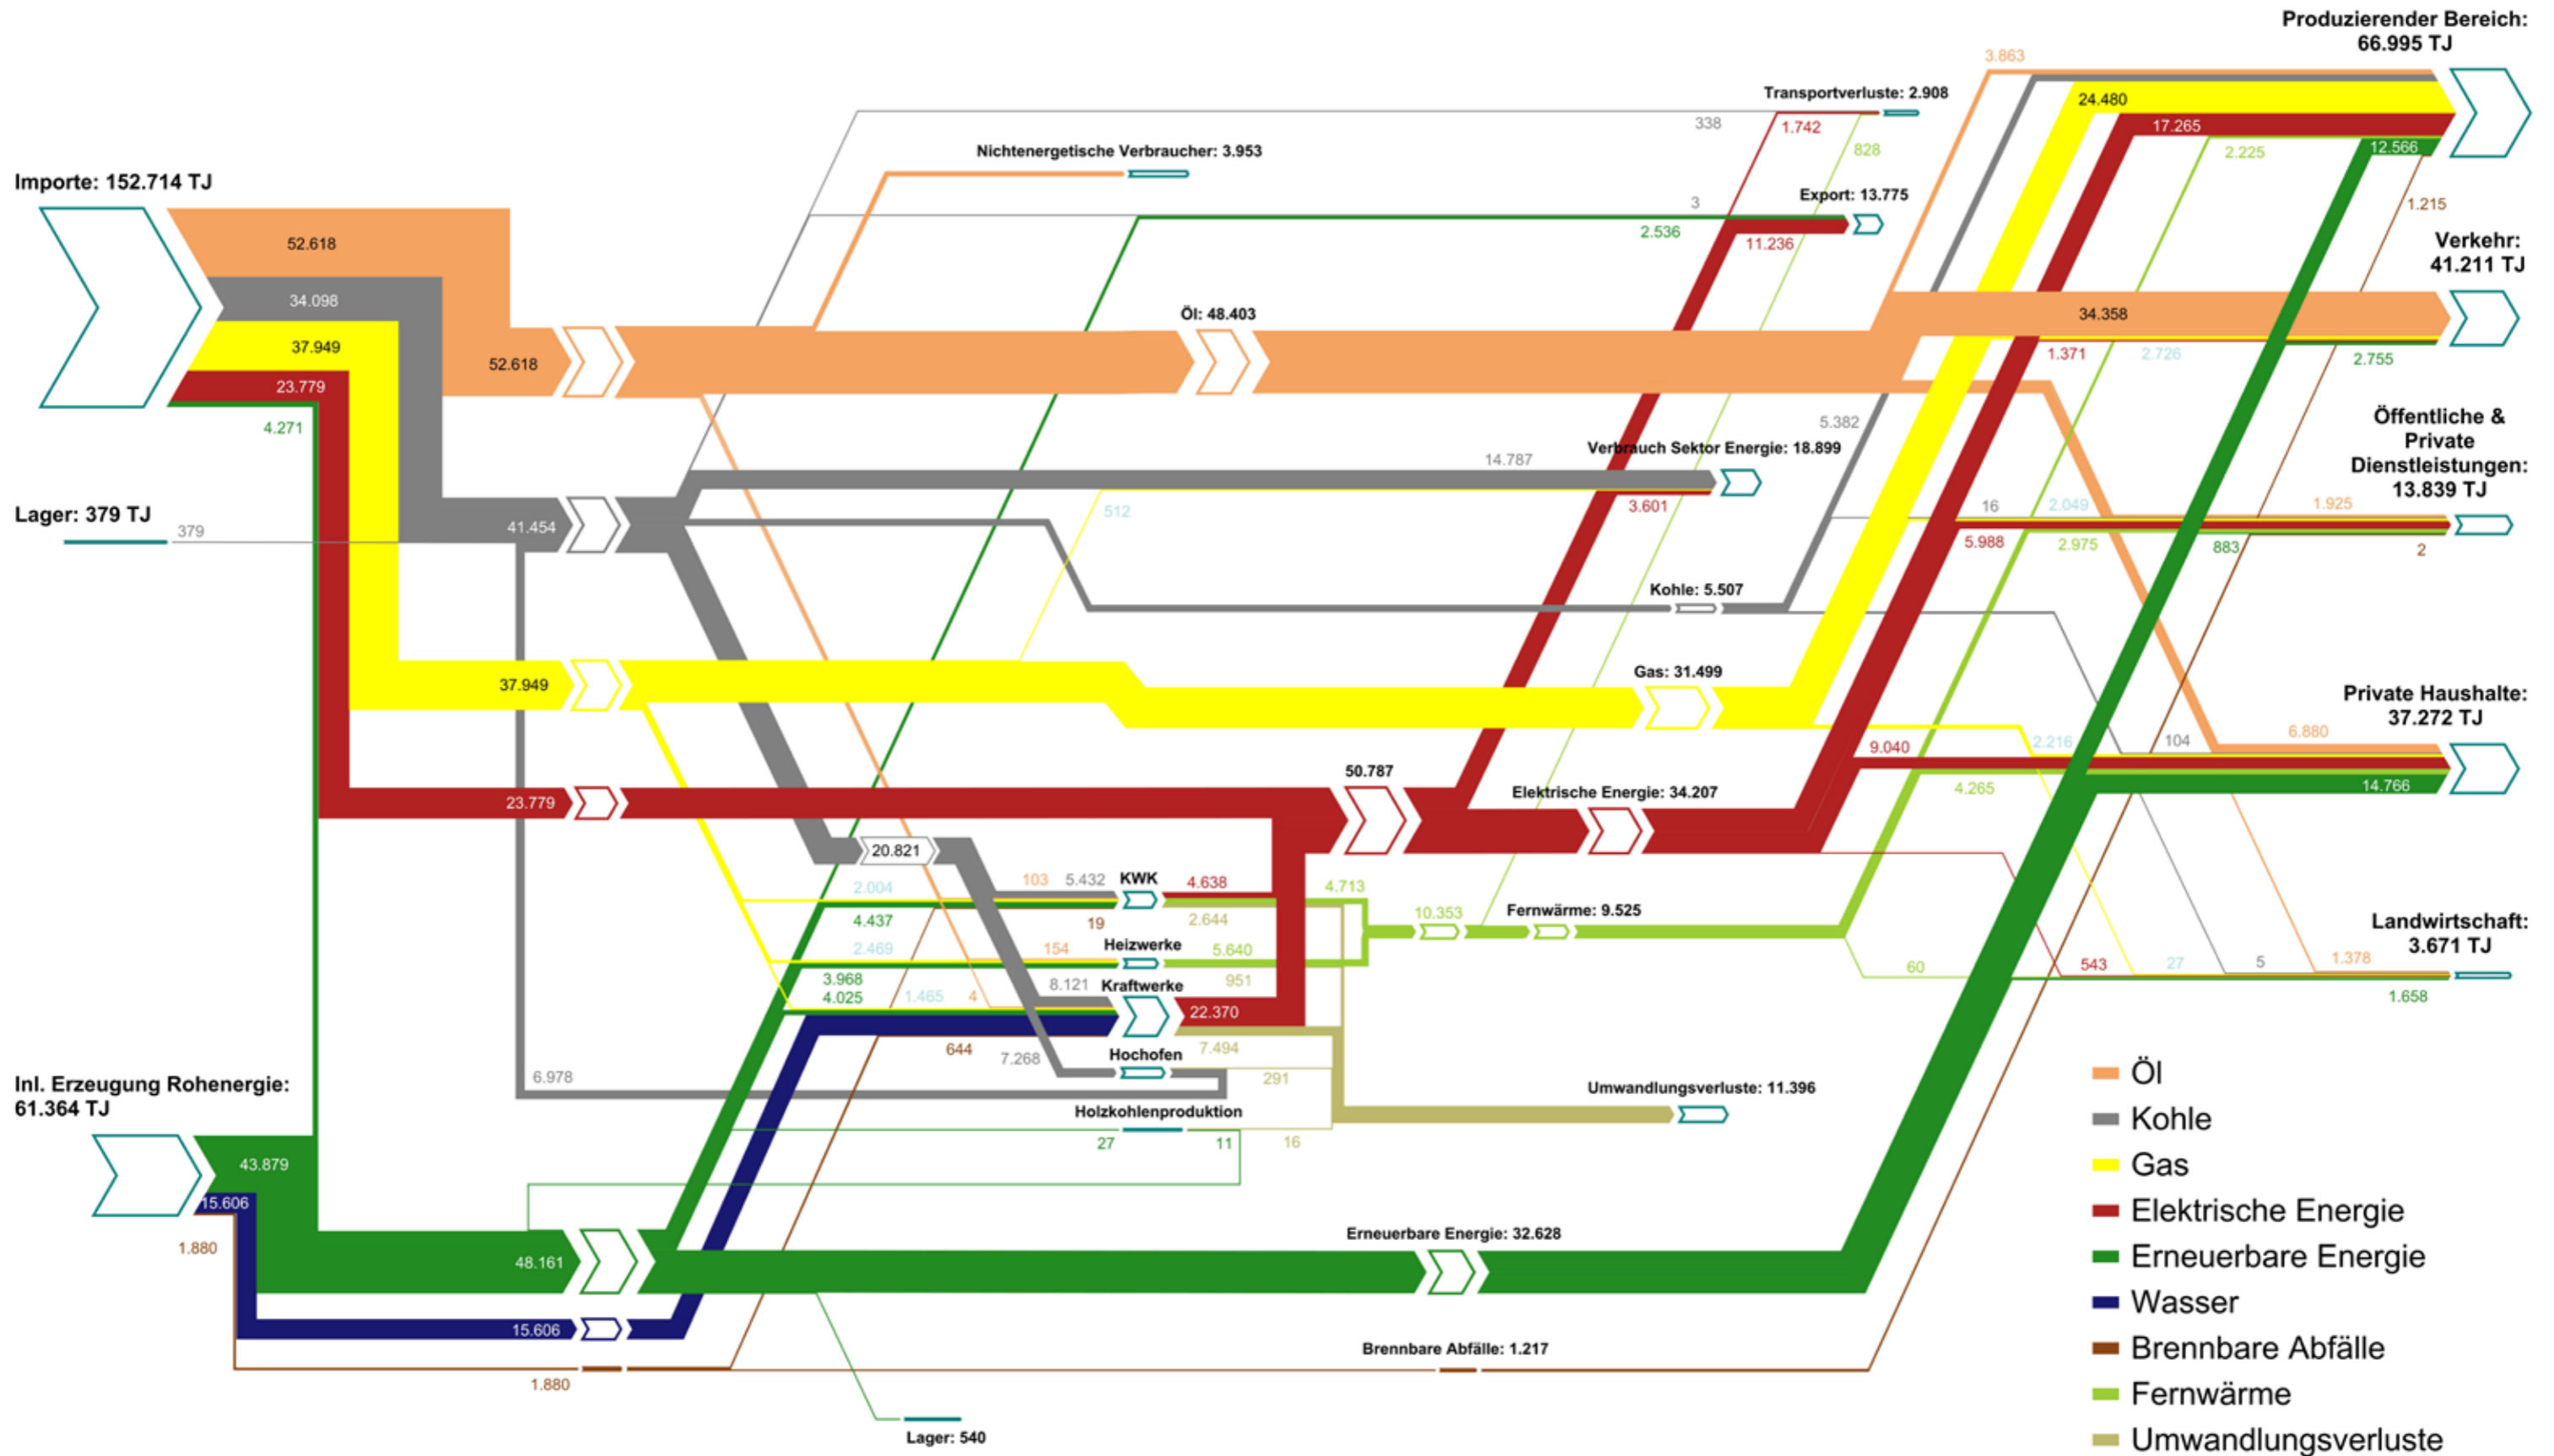 Produzierender Bereich:
66.995 TJ
3.863
24.480
17.265
2.225
12.566
1.215
Transportverluste: 2.908
338
1.742
828
Nichtenergetische Verbraucher: 3.953
Export: 13.775
3
2.536
11.236
Importe: 152.714 TJ
52.618
34.098
37.949
23.779
4.271
Verkehr:
41.211 TJ
34.358
1.371
2.726
2.755
Öl: 48.403
52.618
Öffentliche &
Private
Dienstleistungen:
13.839 TJ
5.382
Verbrauch Sektor Energie: 18.899
14.787
512
3.601
16
2.049
1.925
5.988
2.975
883
2
Lager: 379 TJ
379
41.454
Kohle: 5.507
Gas: 31.499
37.949
Private Haushalte:
37.272 TJ
9.040
2.216
104
6.880
4.265
14.766
50.787
Elektrische Energie: 34.207
23.779
20.821
2.004
103
5.432
KWK
4.638
4.713
4.437
19
2.644
10.353
Fernwärme: 9.525
2.469
154
Heizwerke
5.640
3.968
951
4.025
1.465
4
8.121
Kraftwerke
22.370
644
7.268
Hochofen
7.494
291
6.978
Holzkohlenproduktion
27
11
16
Umwandlungsverluste: 11.396
Landwirtschaft:
3.671 TJ
60
543
27
5
1.378
1.658
Inl. Erzeugung Rohenergie:
61.364 TJ
43.879
15.606
1.880
48.161
Erneuerbare Energie: 32.628
15.606
1.880
Brennbare Abfälle: 1.217
Lager: 540
Öl
Kohle
Gas
Elektrische Energie
Erneuerbare Energie
Wasser
Brennbare Abfälle
Fernwärme
Umwandlungsverluste